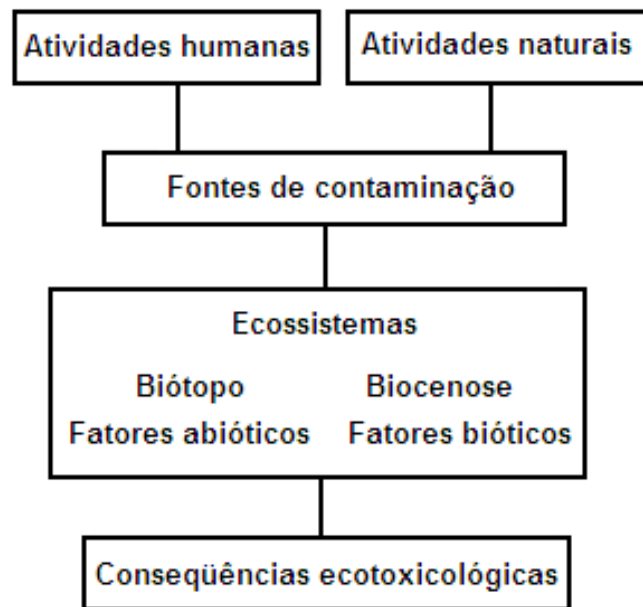 Atividades humanas
Atividades naturais
Fontes de contaminação
Ecossistemas
Biótopo
Biocenose
Fatores abióticos
Fatores bióticos
Conseqüências ecotoxicológicas